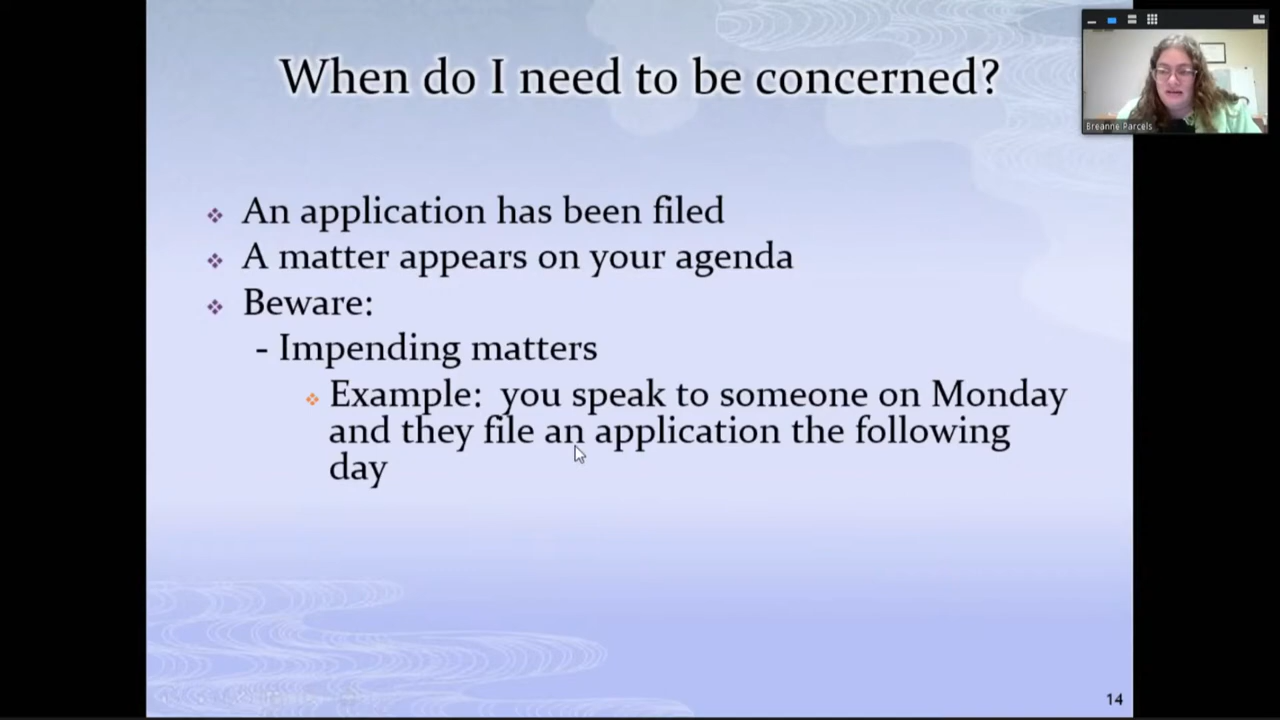 When do I need to be concerned?
Breanne Parcels
❖ An application has been filed
❖ A matter appears on your agenda
❖ Beware:
- Impending matters
❖ Example: you speak to someone on Monday
and they file an application the following
day
14